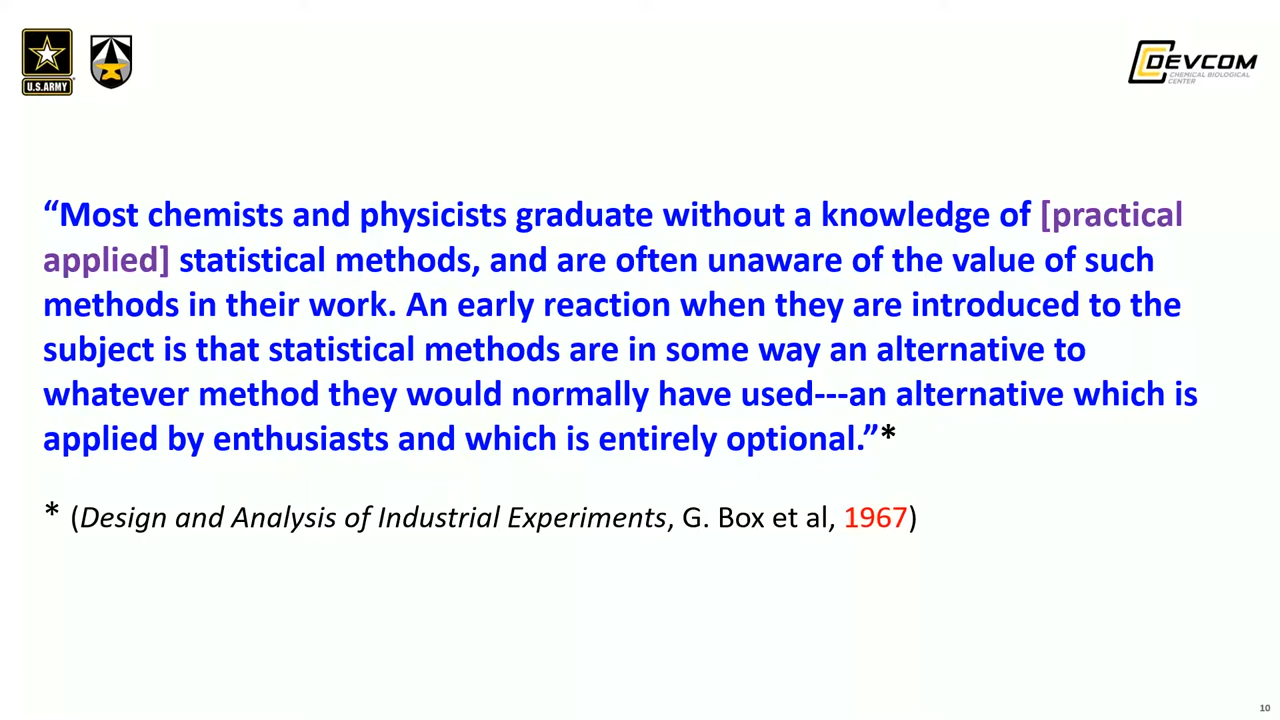 U.S.ARMY
DEVCOM
CHEMICAL BIOLOGICAL
CENTER
“Most chemists and physicists graduate without a knowledge of [practical
applied] statistical methods, and are often unaware of the value of such
methods in their work. An early reaction when they are introduced to the
subject is that statistical methods are in some way an alternative to
whatever method they would normally have used---an alternative which is
applied by enthusiasts and which is entirely optional.”*
* (Design and Analysis of Industrial Experiments, G. Box et al, 1967)
10